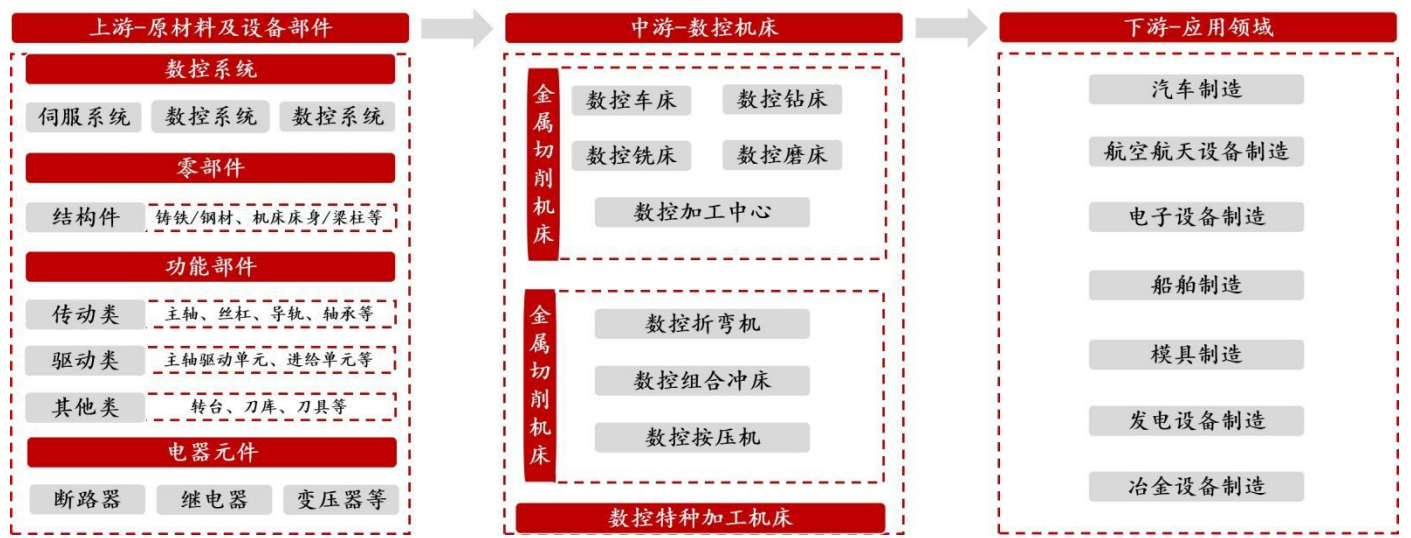 上游-原材料及设备部件
数控系统
伺服系统 数控系统 数控系统
零部件
结构件 铸铁/钢材、机床床身/梁柱等
功能部件
传动类 主轴、丝杠、导轨、轴承等
驱动类 主轴驱动单元、进给单元等
其他类 转台、刀库、刀具等
电器元件
断路器 继电器 变压器等
中游-数控机床
金属切削机床
数控车床 数控钻床
数控铣床 数控磨床
数控加工中心
金属切削机床
数控折弯机
数控组合冲床
数控按压机
数控特种加工机床
下游-应用领域
汽车制造
航空航天设备制造
电子设备制造
船舶制造
模具制造
发电设备制造
冶金设备制造